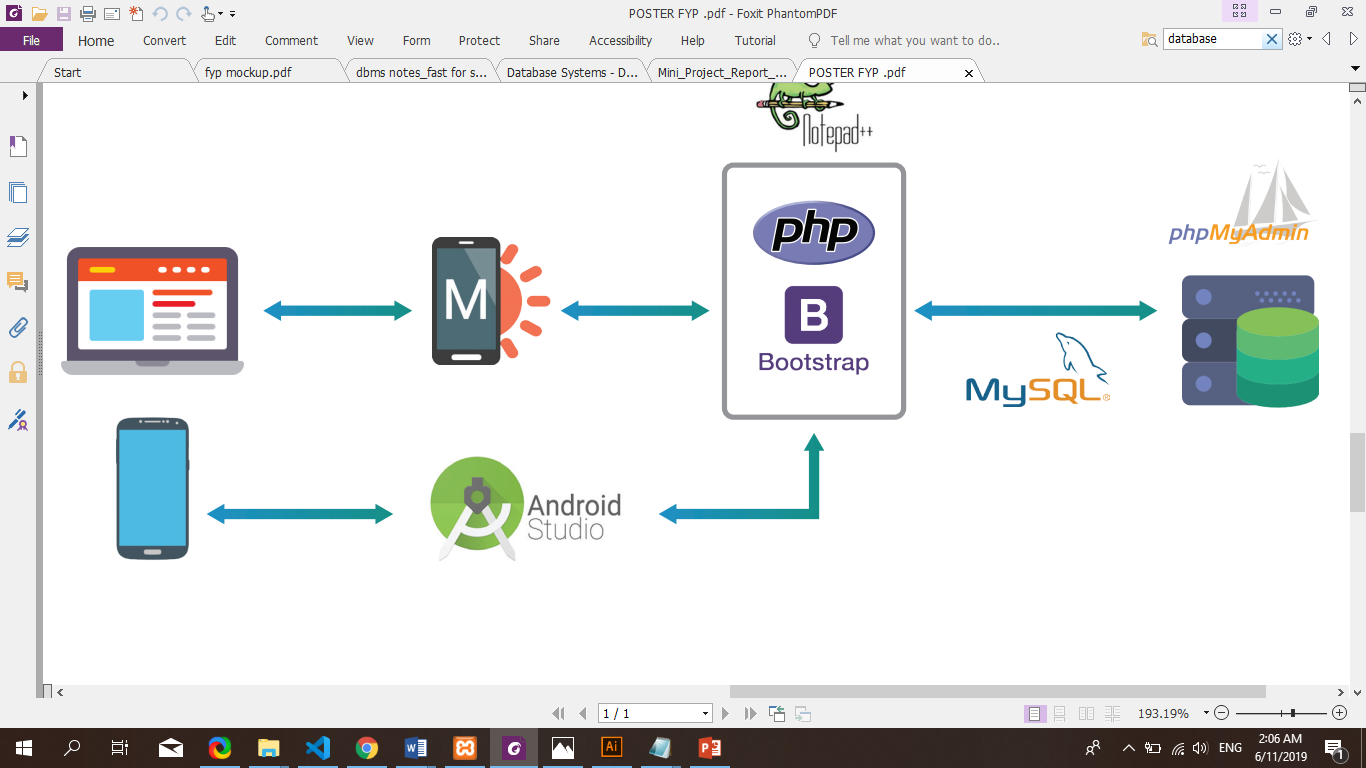 POSTER FYP .pdf - Foxit PhantomPDF
File Home Convert Edit Comment View Form Protect Share Accessibility Help Tutorial Tell me what you want to do.. database
Start fyp mockup.pdf dbms notes_fast for s... Database Systems - D... Mini_Project_Report_... POSTER FYP .pdf
Notepad++
php
phpMyAdmin
M
B
Bootstrap
MySQL®
Android
Studio
1 / 1 193.19%
W Ai P ENG 2:06 AM
6/11/2019 1